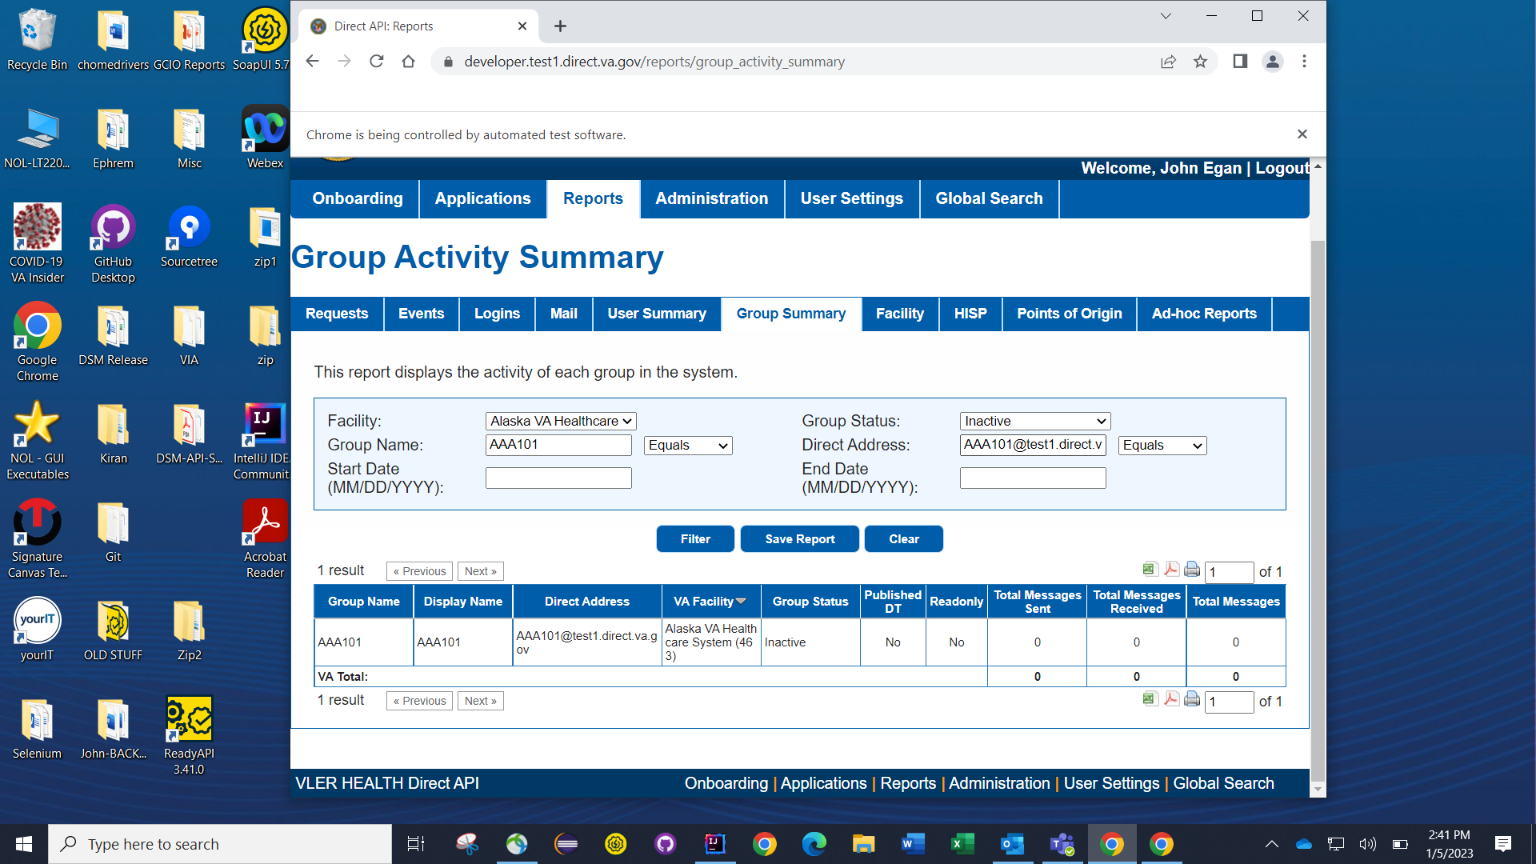 Recycle Bin
chomedrivers
GCIO Reports
SoapUI 5.7
NOL-LT220...
Ephrem
Misc
Webex
COVID-19
VA Insider
GitHub
Desktop
Sourcetree
zip1
Google
Chrome
DSM Release
VIA
zip
NOL - GUI
Executables
Kiran
DSM-API-S...
IntelliJ IDE
Communit
Signature
Canvas Te...
Git
Acrobat
Reader
yourIT
yourIT
OLD STUFF
Zip2
Selenium
John-BACK...
ReadyAPI
3.41.0
Direct API: Reports
developer.test1.direct.va.gov/reports/group_activity_summary
Chrome is being controlled by automated test software.
Welcome, John Egan | Logout
Onboarding Applications Reports Administration User Settings Global Search
Group Activity Summary
Requests Events Logins Mail User Summary Group Summary Facility HISP Points of Origin Ad-hoc Reports
This report displays the activity of each group in the system.
Facility: Alaska VA Healthcare Group Status: Inactive
Group Name: AAA101 Equals Direct Address: AAA101@test1.direct.v Equals
Start Date
(MM/DD/YYYY):
End Date
(MM/DD/YYYY):
Filter Save Report Clear
1 result « Previous Next » 1 of 1
Group Name Display Name Direct Address VA Facility Group Status Published DT Readonly Total Messages Sent Total Messages Received Total Messages
AAA101 AAA101 AAA101@test1.direct.va.g
ov
Alaska VA Health
care System (46
3)
Inactive No No 0 0 0
VA Total: 0 0 0
1 result « Previous Next » 1 of 1
VLER HEALTH Direct API Onboarding | Applications | Reports | Administration | User Settings | Global Search
Type here to search
2:41 PM
1/5/2023